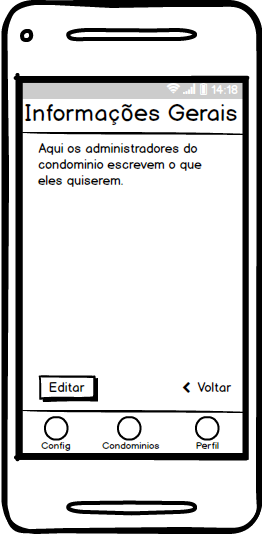 14:18
Informações Gerais
Aqui os administradores do
condominio escrevem o que
eles quiserem.
Editar
Voltar
Config
Condominios
Perfil